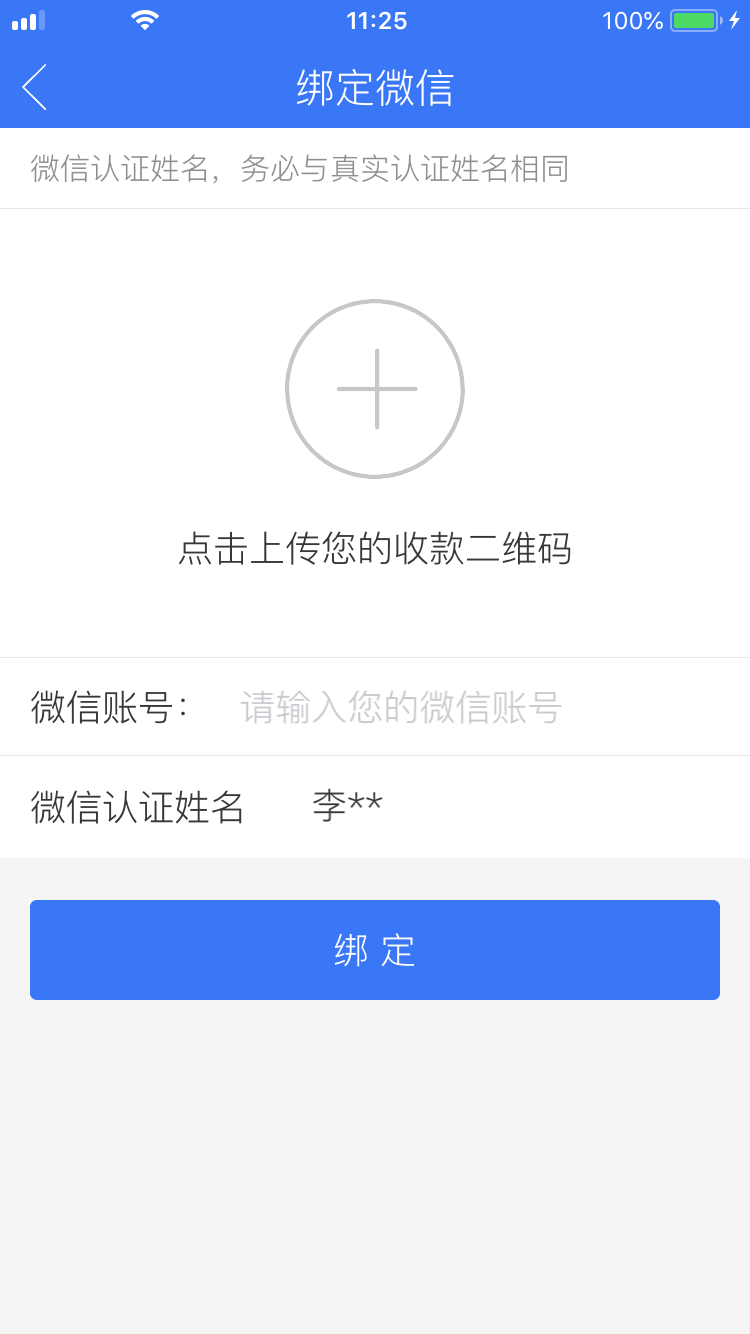 11:25
100%
绑定微信
微信认证姓名，务必与真实认证姓名相同
点击上传您的收款二维码
微信账号： 请输入您的微信账号
微信认证姓名 李**
绑 定